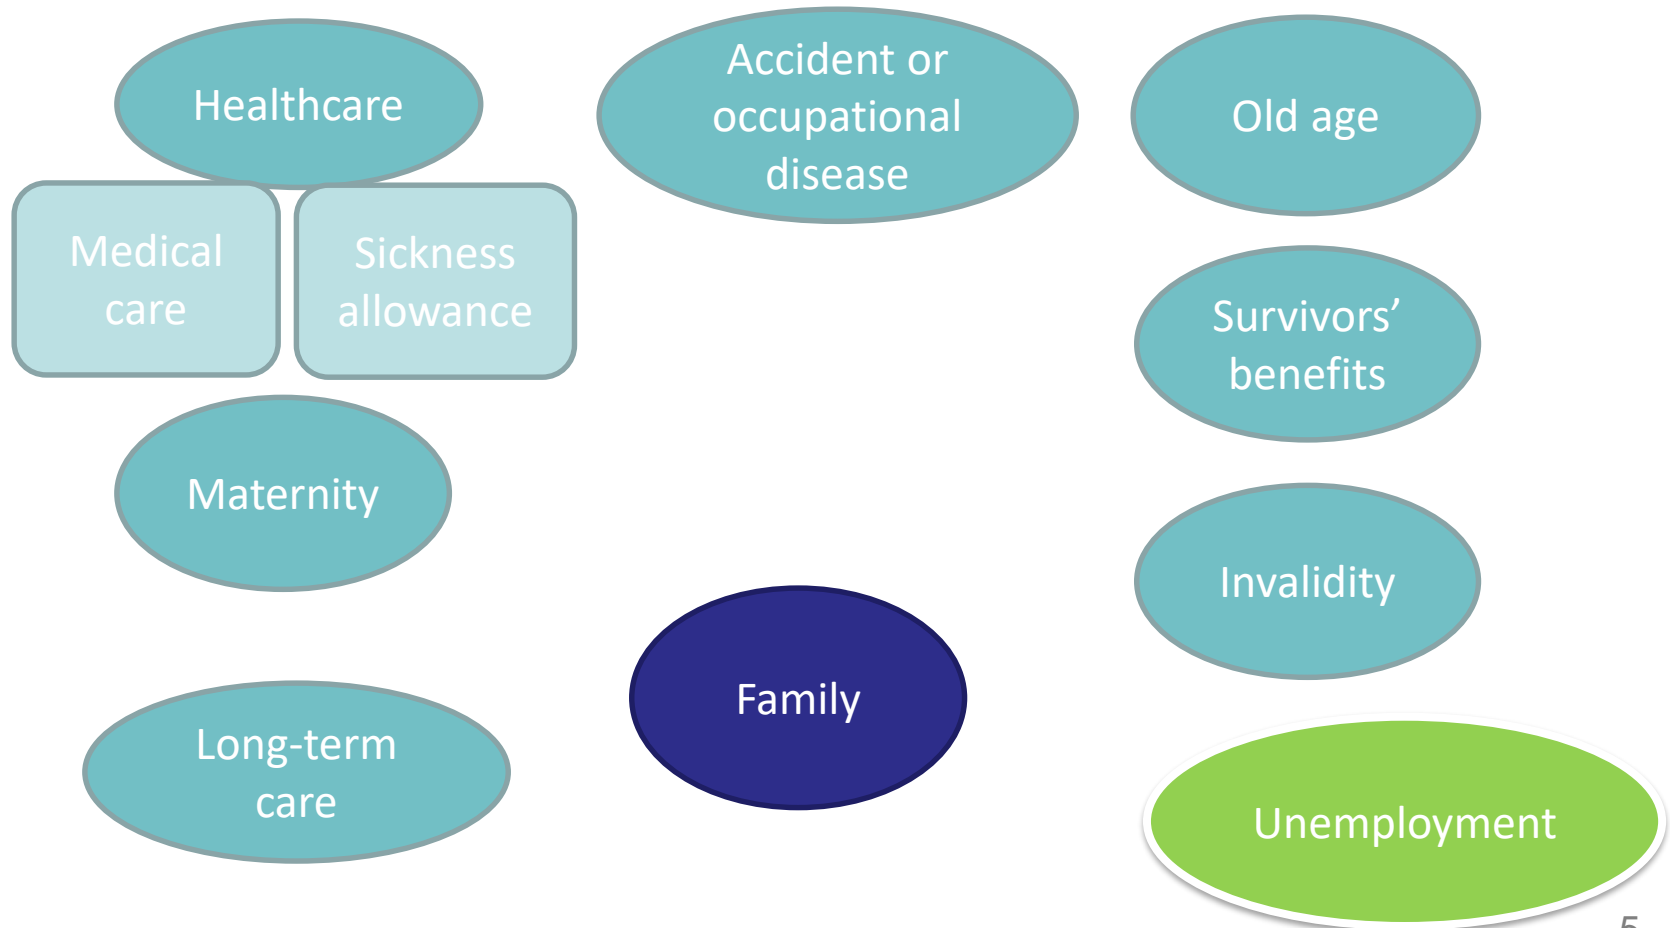 Healthcare
Medical
care
Sickness
allowance
Maternity
Long-term
care
Accident or
occupational
disease
Family
Old age
Survivors’
benefits
Invalidity
Unemployment
5